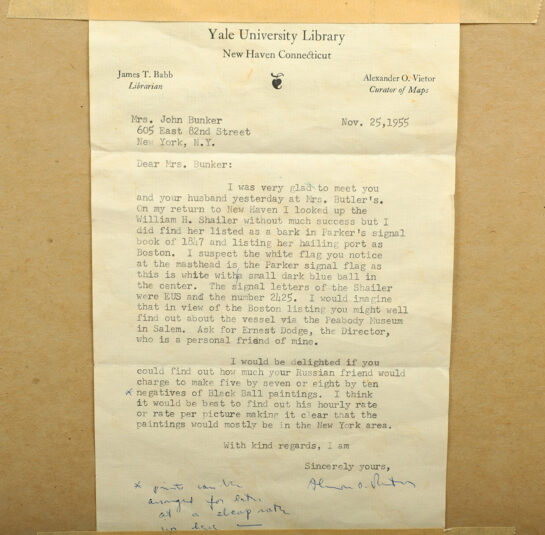 Yale University Library
New Haven Connecticut
James T. Babb
Librarian
Alexander O. Vietor
Curator of Maps
Mrs. John Bunker
605 East 82nd Street
New York, N.Y.
Nov. 25,1955
Dear Mrs. Bunker:
I was very glad to meet you
and your husband yesterday at Mrs. Butler's.
On my return to New Haven I looked up the
William H. Shailer without much success but I
did find her listed as a bark in Parker's signal
book of 1847 and listing her hailing port as
Boston. I suspect the white flag you notice
at the masthead is the Parker signal flag as
this is white with a small dark blue ball in
the center. The signal letters of the Shailer
were EUS and the number 2425. I would imagine
that in view of the Boston listing you might well
find out about the vessel via the Peabody Museum
in Salem. Ask for Ernest Dodge, the Director,
who is a personal friend of mine.
I would be delighted if you
could find out how much your Russian friend would
charge to make five by seven or eight by ten
* negatives of Black Ball paintings. I think
it would be best to find out his hourly rate
or rate per picture making it clear that the
paintings would mostly be in the New York area.
With kind regards, I am
Sincerely yours,
* prints can be
arranged for later
at a cheap rate
up here —